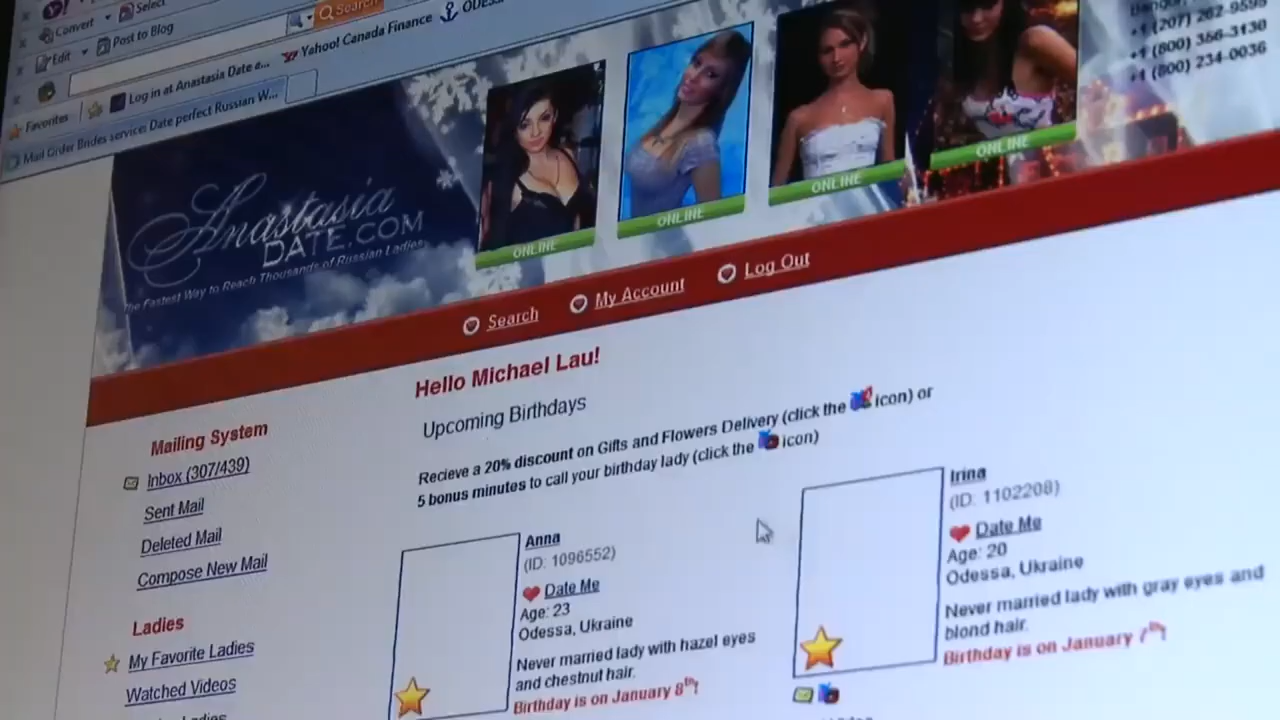 Convert
Select
Search
Edit
Post to Blog
Yahoo! Canada Finance
Favorites
Log in at Anastasia Date e...
Mail Order Brides services Date perfect Russian W...
+1 (207) 262-9595
+1 (800) 356-3130
+1 (800) 234-0036
Anastasia
DATE.COM
The Fastest Way to Reach Thousands of Russian Ladies
ONLINE
ONLINE
ONLINE
ONLINE
Search
My Account
Log Out
Hello Michael Lau!
Upcoming Birthdays
Recieve a 20% discount on Gifts and Flowers Delivery (click the icon) or
5 bonus minutes to call your birthday lady (click the icon)
Mailing System
Inbox (307/439)
Sent Mail
Deleted Mail
Compose New Mail
Ladies
My Favorite Ladies
Watched Videos
Anna
(ID: 1096552)
Date Me
Age: 23
Odessa, Ukraine
Never married lady with hazel eyes
and chestnut hair.
Birthday is on January 8th!
Irina
(ID: 1102208)
Date Me
Age: 20
Odessa, Ukraine
Never married lady with gray eyes and
blond hair.
Birthday is on January 7th!